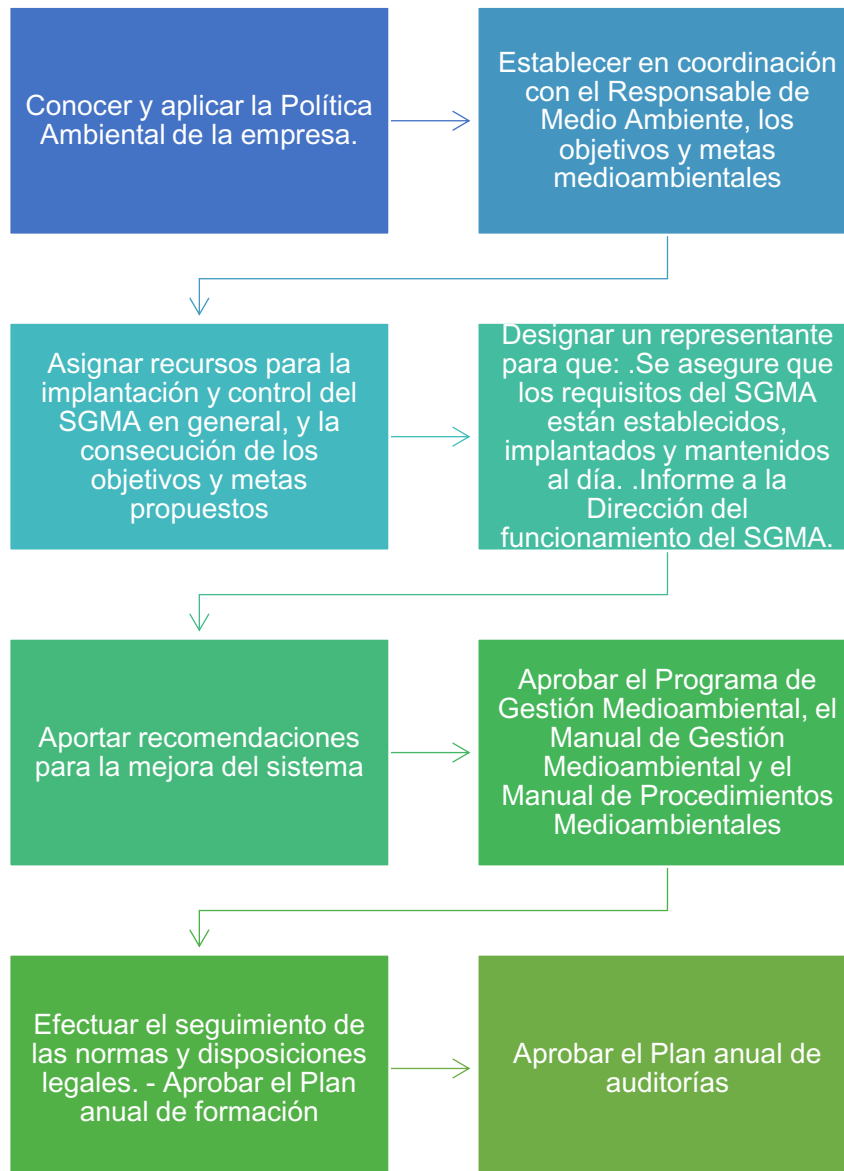 Conocer y aplicar la Política
Ambiental de la empresa.
Establecer en coordinación
con el Responsable de
Medio Ambiente, los
objetivos y metas
medioambientales
Asignar recursos para la
implantación y control del
SGMA en general, y la
consecución de los
objetivos y metas
propuestos
Designar un representante
para que: .Se asegure que
los requisitos del SGMA
están establecidos,
implantados y mantenidos
al día. .Informe a la
Dirección del
funcionamiento del SGMA.
Aportar recomendaciones
para la mejora del sistema
Aprobar el Programa de
Gestión Medioambiental, el
Manual de Gestión
Medioambiental y el
Manual de Procedimientos
Medioambientales
Efectuar el seguimiento de
las normas y disposiciones
legales. - Aprobar el Plan
anual de formación
Aprobar el Plan anual de
auditorías